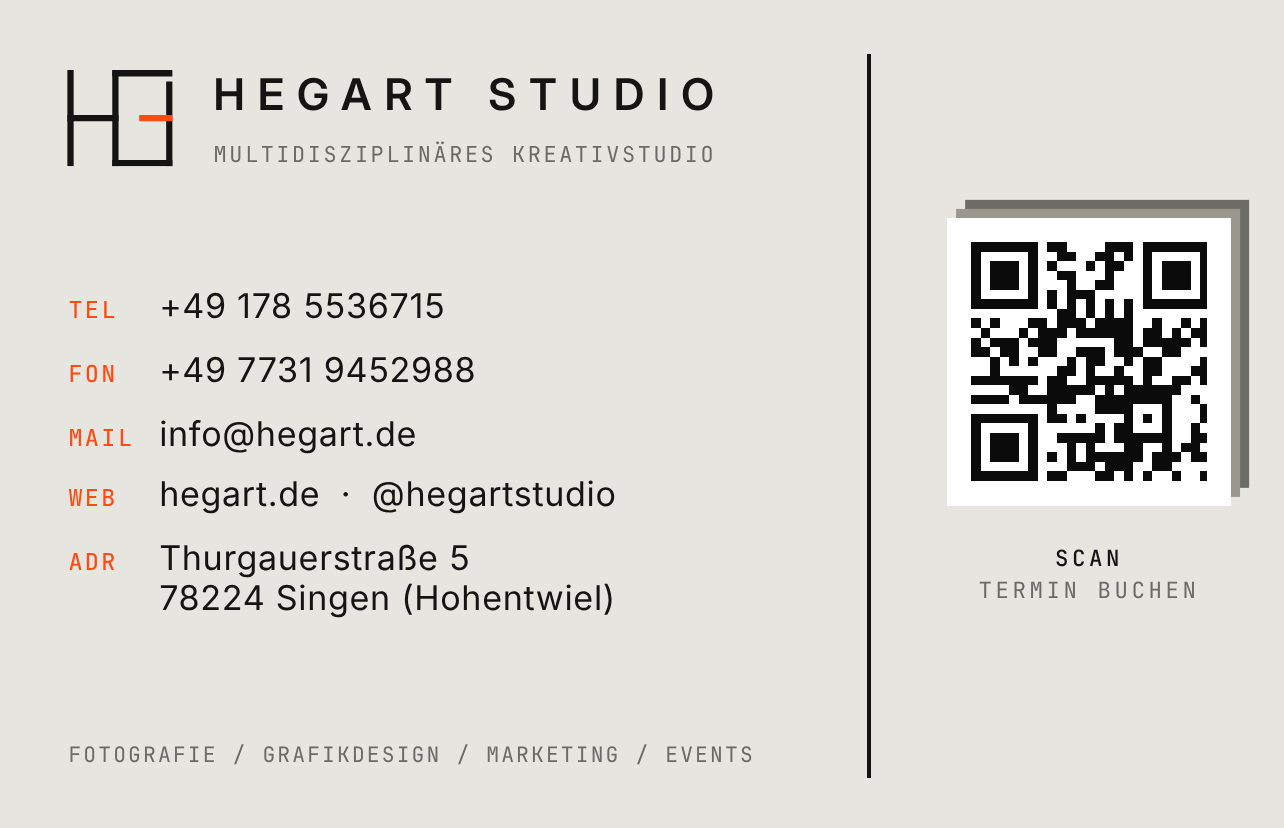 HG
HEGART STUDIO
MULTIDISZIPLINÄRES KREATIVSTUDIO
TEL +49 178 5536715
FON +49 7731 9452988
MAIL info@hegart.de
WEB hegart.de · @hegartstudio
ADR Thurgauerstraße 5
78224 Singen (Hohentwiel)
FOTOGRAFIE / GRAFIKDESIGN / MARKETING / EVENTS
SCAN
TERMIN BUCHEN